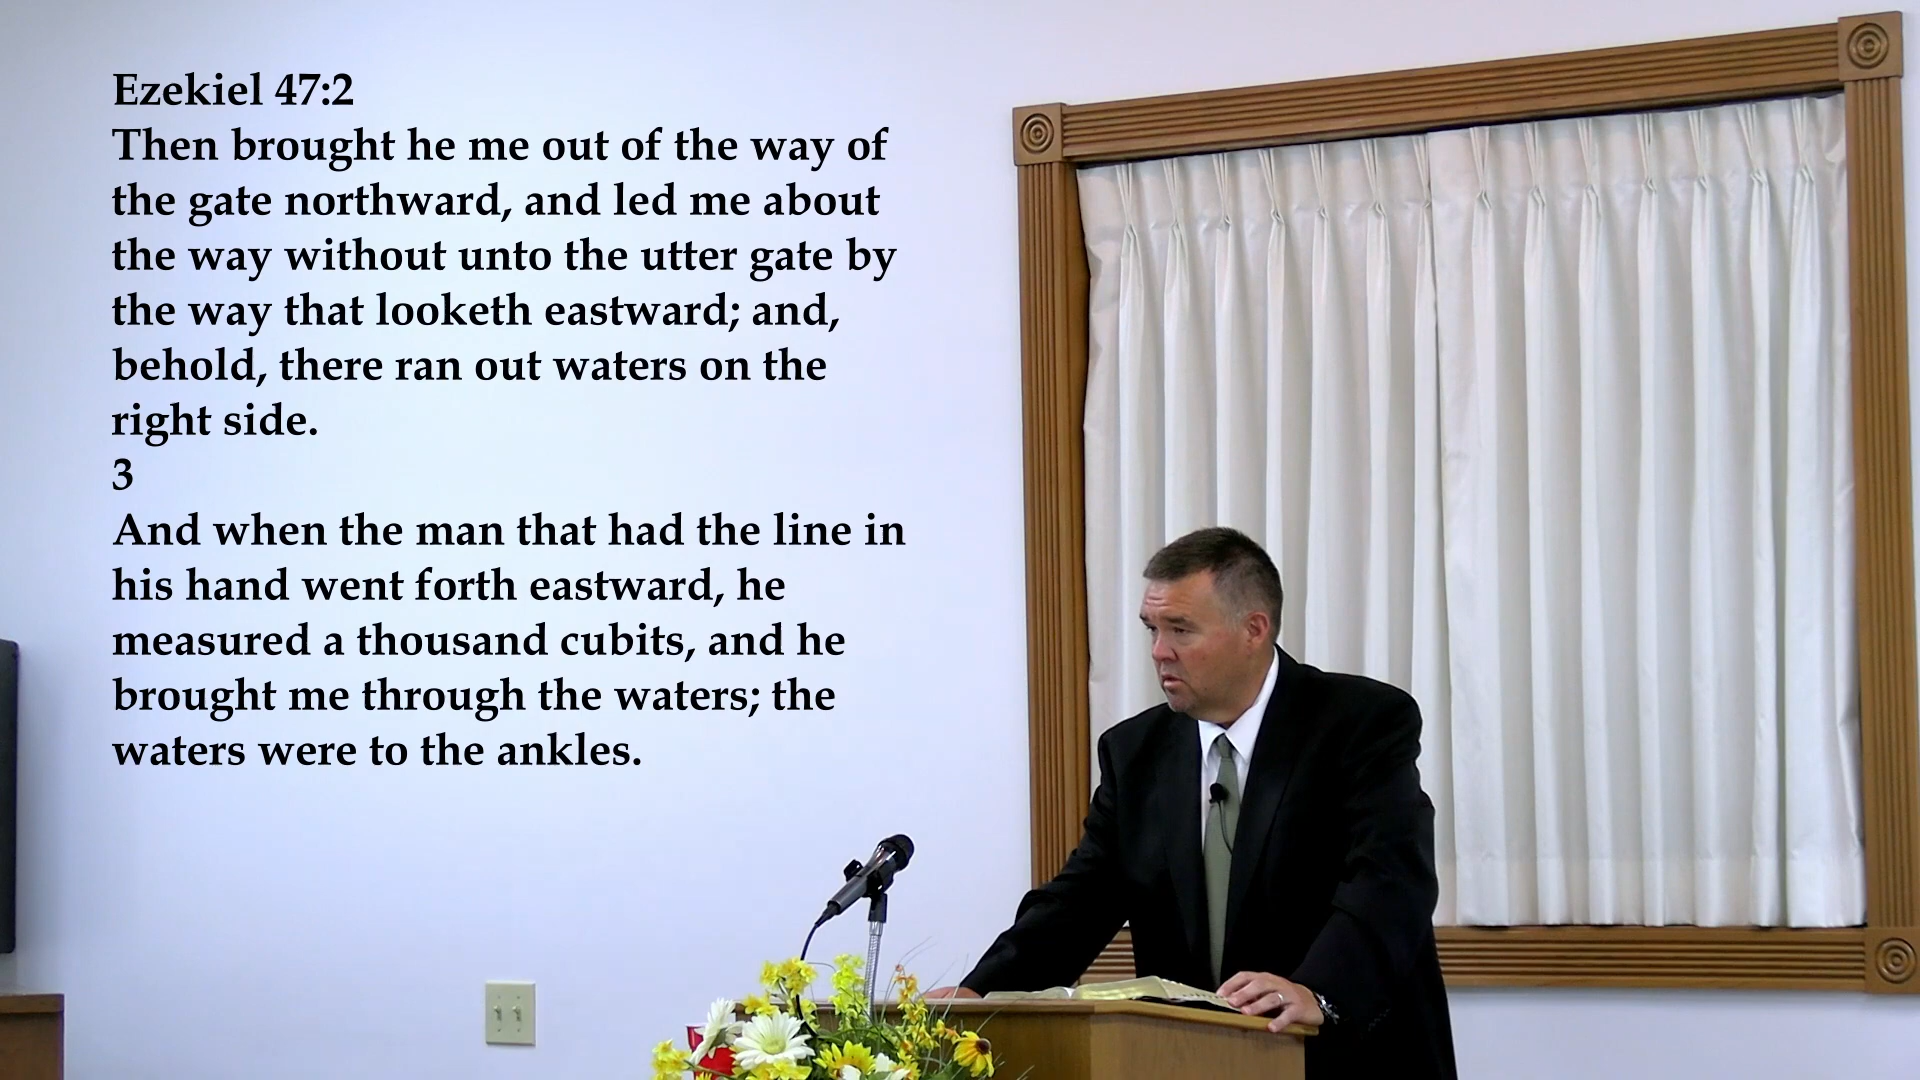 Ezekiel 47:2
Then brought he me out of the way of
the gate northward, and led me about
the way without unto the utter gate by
the way that looketh eastward; and,
behold, there ran out waters on the
right side.
3
And when the man that had the line in
his hand went forth eastward, he
measured a thousand cubits, and he
brought me through the waters; the
waters were to the ankles.